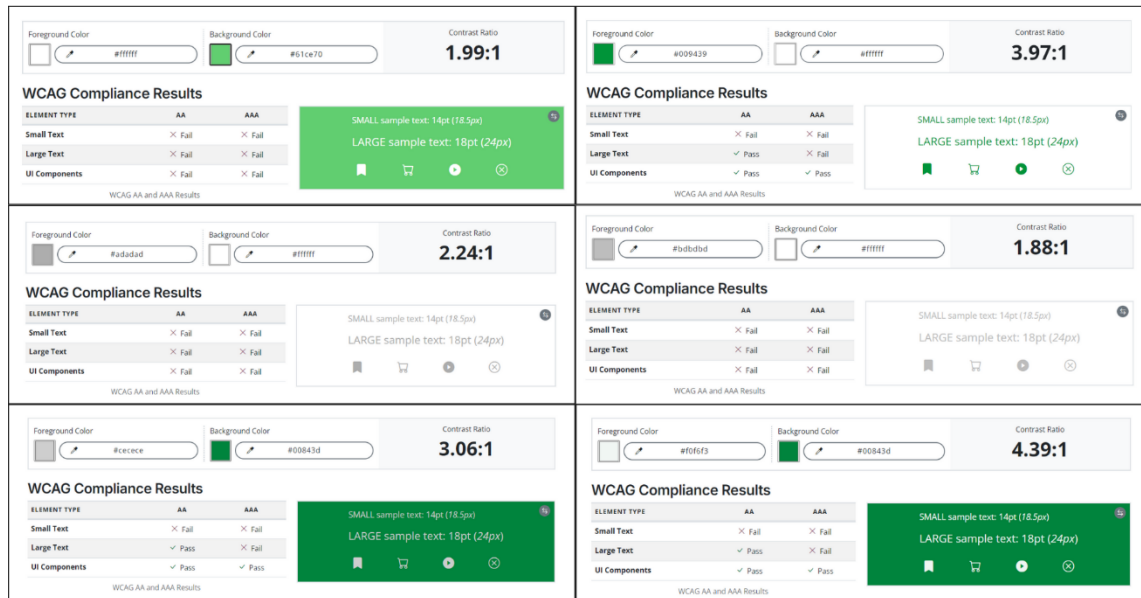 Foreground Color Background Color Contrast Ratio
#ffffff #61ce70 1.99:1
WCAG Compliance Results
ELEMENT TYPE AA AAA
Small Text Fail Fail
Large Text Fail Fail
UI Components Fail Fail
WCAG AA and AAA Results
SMALL sample text: 14pt (18.5px)
LARGE sample text: 18pt (24px)
Foreground Color Background Color Contrast Ratio
#009439 #ffffff 3.97:1
WCAG Compliance Results
ELEMENT TYPE AA AAA
Small Text Fail Fail
Large Text Pass Fail
UI Components Pass Pass
WCAG AA and AAA Results
SMALL sample text: 14pt (18.5px)
LARGE sample text: 18pt (24px)
Foreground Color Background Color Contrast Ratio
#adadad #ffffff 2.24:1
WCAG Compliance Results
ELEMENT TYPE AA AAA
Small Text Fail Fail
Large Text Fail Fail
UI Components Fail Fail
WCAG AA and AAA Results
SMALL sample text: 14pt (18.5px)
LARGE sample text: 18pt (24px)
Foreground Color Background Color Contrast Ratio
#bdbdbd #ffffff 1.88:1
WCAG Compliance Results
ELEMENT TYPE AA AAA
Small Text Fail Fail
Large Text Fail Fail
UI Components Fail Fail
WCAG AA and AAA Results
SMALL sample text: 14pt (18.5px)
LARGE sample text: 18pt (24px)
Foreground Color Background Color Contrast Ratio
#cecece #00843d 3.06:1
WCAG Compliance Results
ELEMENT TYPE AA AAA
Small Text Fail Fail
Large Text Pass Fail
UI Components Pass Pass
WCAG AA and AAA Results
SMALL sample text: 14pt (18.5px)
LARGE sample text: 18pt (24px)
Foreground Color Background Color Contrast Ratio
#f0f6f3 #00843d 4.39:1
WCAG Compliance Results
ELEMENT TYPE AA AAA
Small Text Fail Fail
Large Text Pass Fail
UI Components Pass Pass
WCAG AA and AAA Results
SMALL sample text: 14pt (18.5px)
LARGE sample text: 18pt (24px)